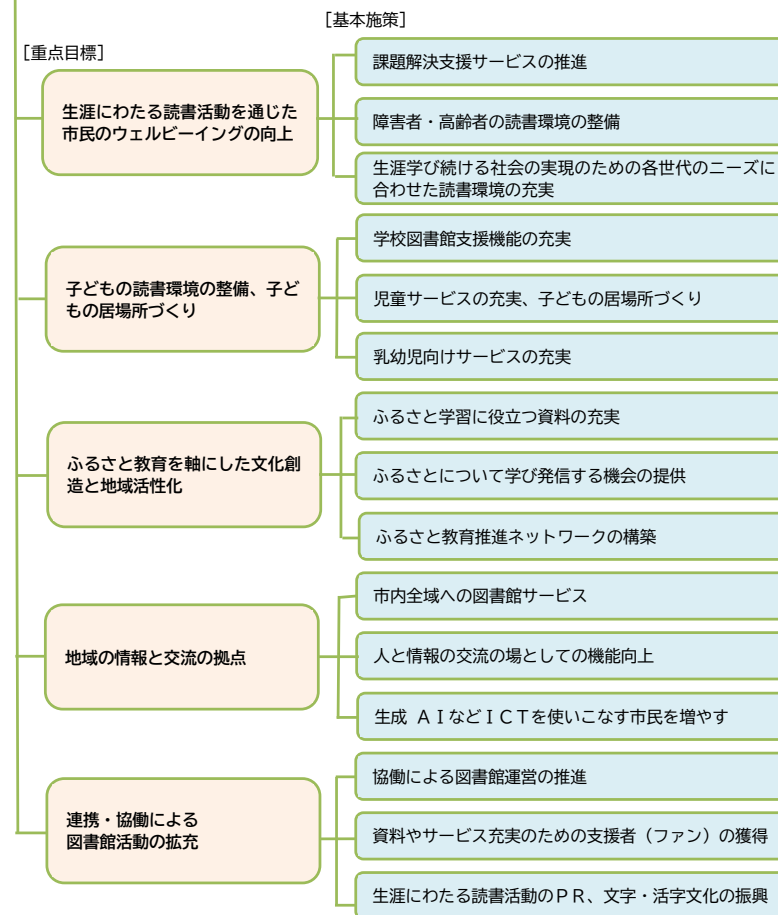 [基本施策]
[重点目標]
生涯にわたる読書活動を通じた
市民のウェルビーイングの向上
課題解決支援サービスの推進
障害者・高齢者の読書環境の整備
生涯学び続ける社会の実現のための各世代のニーズに
合わせた読書環境の充実
子どもの読書環境の整備、子ど
もの居場所づくり
学校図書館支援機能の充実
児童サービスの充実、子どもの居場所づくり
乳幼児向けサービスの充実
ふるさと教育を軸にした文化創
造と地域活性化
ふるさと学習に役立つ資料の充実
ふるさとについて学び発信する機会の提供
ふるさと教育推進ネットワークの構築
地域の情報と交流の拠点
市内全域への図書館サービス
人と情報の交流の場としての機能向上
生成 ＡＩなどＩＣＴを使いこなす市民を増やす
連携・協働による
図書館活動の拡充
協働による図書館運営の推進
資料やサービス充実のための支援者（ファン）の獲得
生涯にわたる読書活動のＰＲ、文字・活字文化の振興